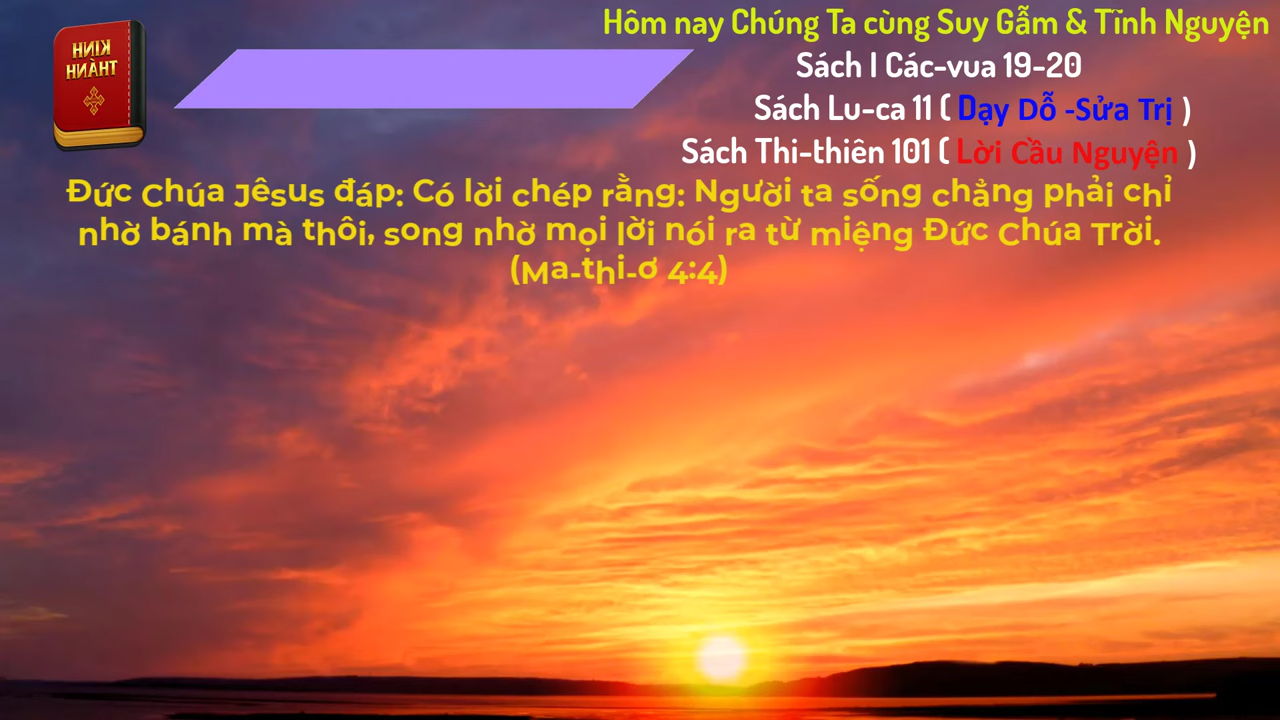 KINH
THÀNH
Hôm nay Chúng Ta cùng Suy Gẫm & Tĩnh Nguyện
Sách I Các-vua 19-20
Sách Lu-ca 11 ( Dạy Dỗ -Sửa Trị )
Sách Thi-thiên 101 ( Lời Cầu Nguyện )
Đức Chúa Jêsus đáp: Có lời chép rằng: Người ta sống chẳng phải chỉ
nhờ bánh mà thôi, song nhờ mọi lời nói ra từ miệng Đức Chúa Trời.
(Ma-thi-ơ 4:4)